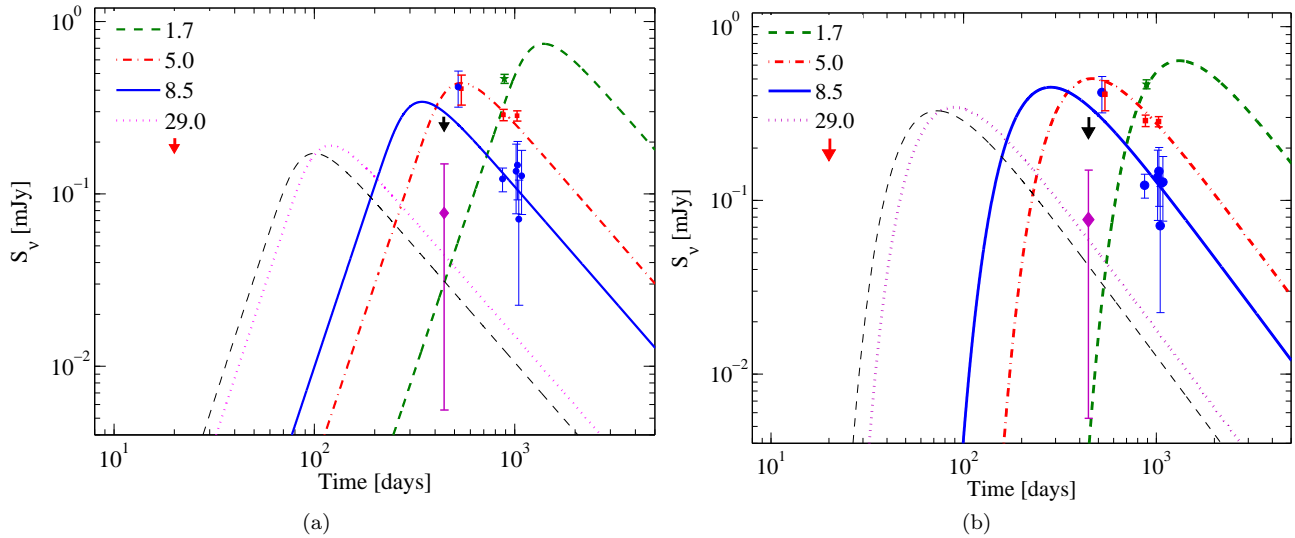 1.7
5.0
8.5
29.0
10⁰
10⁻¹
10⁻²
S_ν [mJy]
10¹ 10² 10³
Time [days]
(a)
1.7
5.0
8.5
29.0
10⁰
10⁻¹
10⁻²
S_ν [mJy]
10¹ 10² 10³
Time [days]
(b)